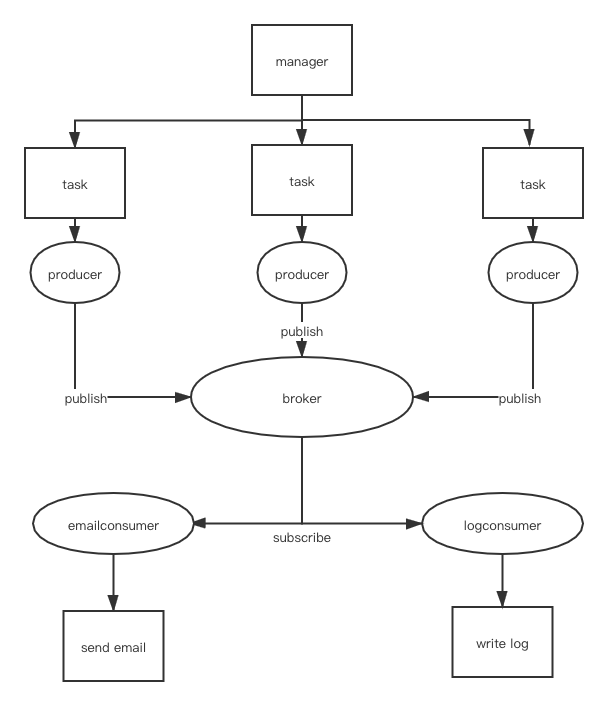 manager
task
task
task
producer
producer
producer
publish
publish
broker
publish
emailconsumer
logconsumer
subscribe
send email
write log